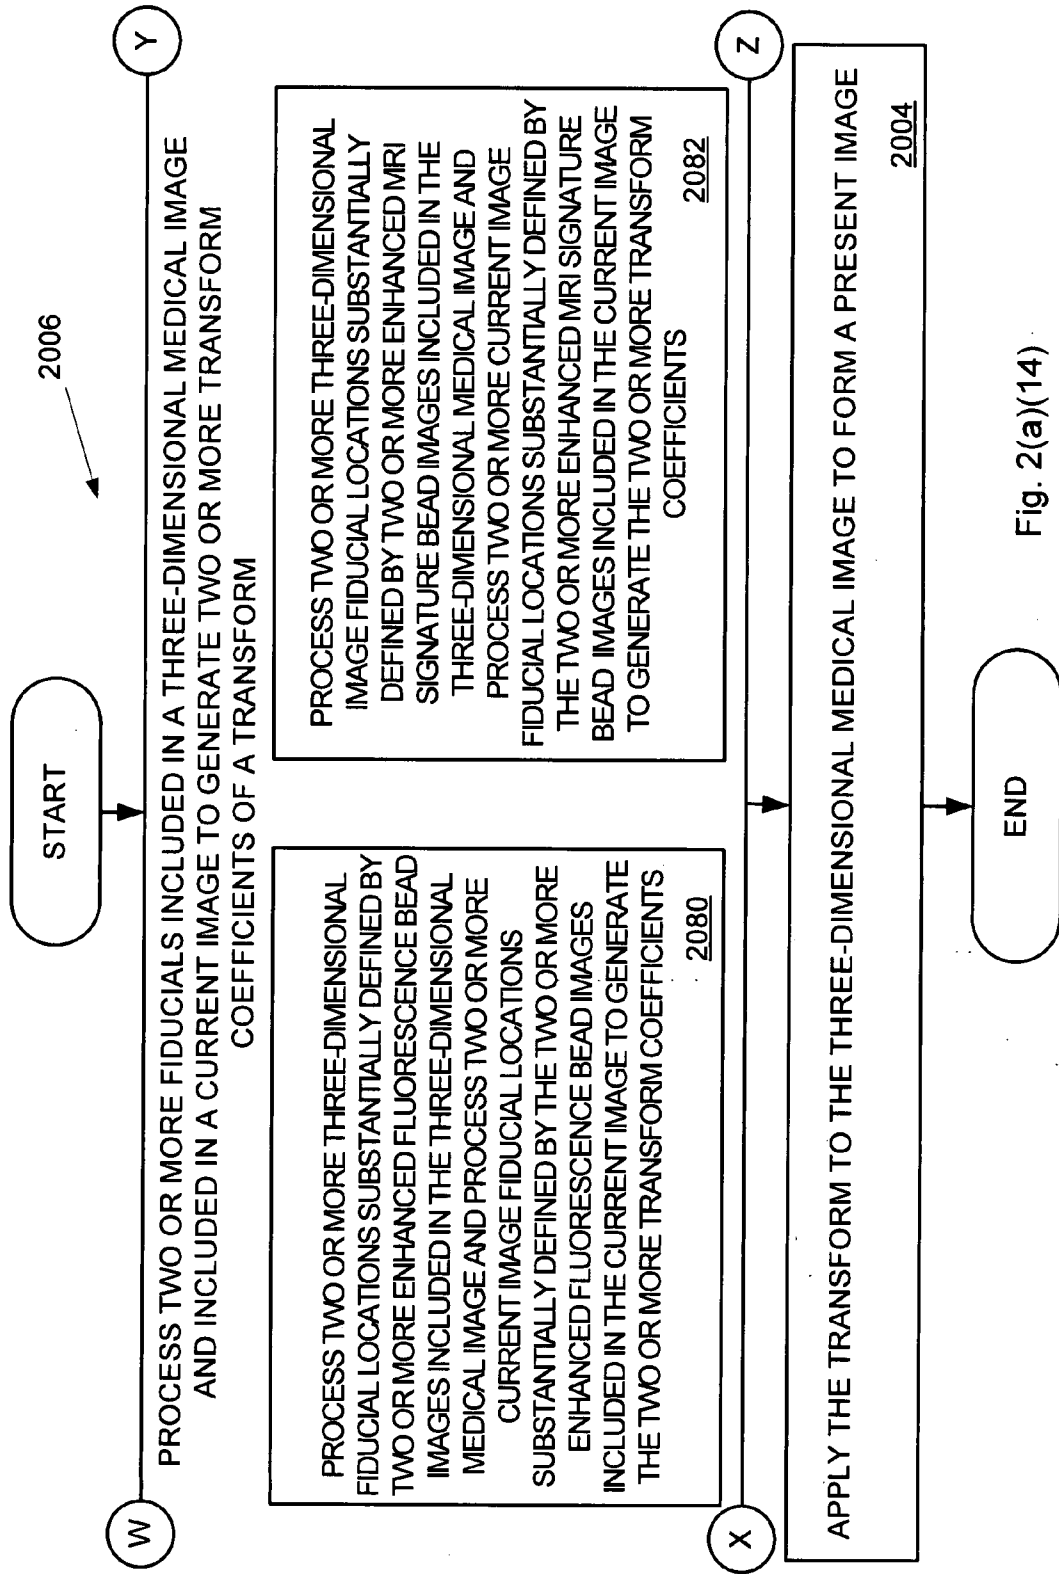 2006
START
W
Y
PROCESS TWO OR MORE FIDUCIALS INCLUDED IN A THREE-DIMENSIONAL MEDICAL IMAGE
AND INCLUDED IN A CURRENT IMAGE TO GENERATE TWO OR MORE TRANSFORM
COEFFICIENTS OF A TRANSFORM
PROCESS TWO OR MORE THREE-DIMENSIONAL
FIDUCIAL LOCATIONS SUBSTANTIALLY DEFINED BY
TWO OR MORE ENHANCED FLUORESCENCE BEAD
IMAGES INCLUDED IN THE THREE-DIMENSIONAL
MEDICAL IMAGE AND PROCESS TWO OR MORE
CURRENT IMAGE FIDUCIAL LOCATIONS
SUBSTANTIALLY DEFINED BY THE TWO OR MORE
ENHANCED FLUORESCENCE BEAD IMAGES
INCLUDED IN THE CURRENT IMAGE TO GENERATE
THE TWO OR MORE TRANSFORM COEFFICIENTS
2080
PROCESS TWO OR MORE THREE-DIMENSIONAL
IMAGE FIDUCIAL LOCATIONS SUBSTANTIALLY
DEFINED BY TWO OR MORE ENHANCED MRI
SIGNATURE BEAD IMAGES INCLUDED IN THE
THREE-DIMENSIONAL MEDICAL IMAGE AND
PROCESS TWO OR MORE CURRENT IMAGE
FIDUCIAL LOCATIONS SUBSTANTIALLY DEFINED BY
THE TWO OR MORE ENHANCED MRI SIGNATURE
BEAD IMAGES INCLUDED IN THE CURRENT IMAGE
TO GENERATE THE TWO OR MORE TRANSFORM
COEFFICIENTS
2082
X
Z
APPLY THE TRANSFORM TO THE THREE-DIMENSIONAL MEDICAL IMAGE TO FORM A PRESENT IMAGE
2004
END
Fig. 2(a)(14)